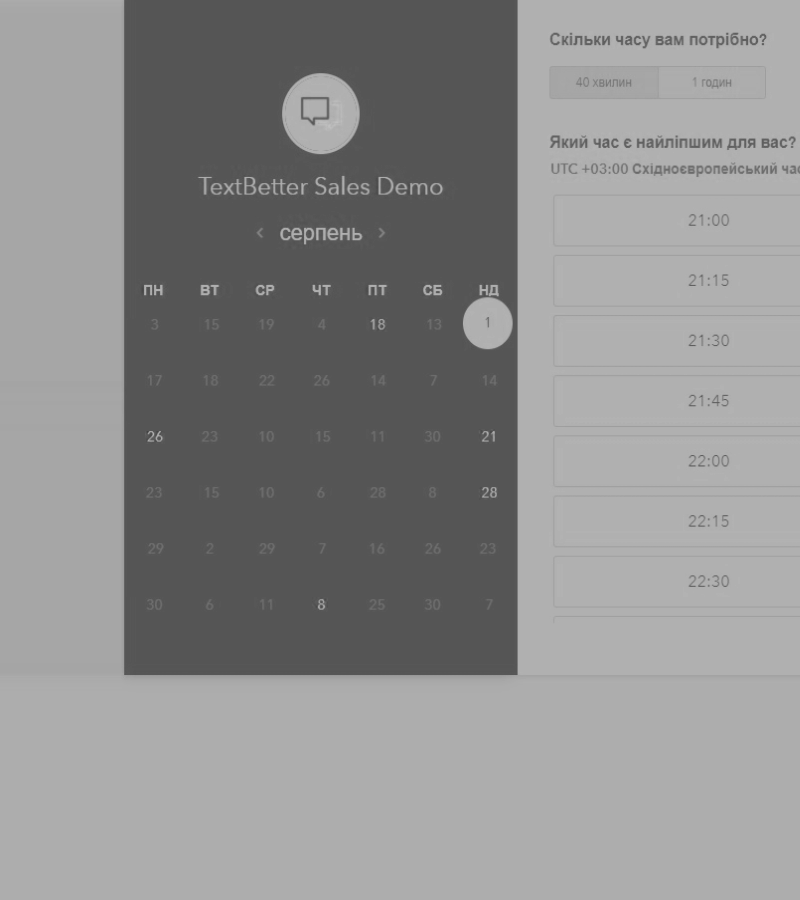 TextBetter Sales Demo
серпень
ПН ВТ СР ЧТ ПТ СБ НД
3 15 19 4 18 13 1
17 18 22 26 14 7 14
26 23 10 15 11 30 21
23 15 10 6 28 8 28
29 2 29 7 16 26 23
30 6 11 8 25 30 7
Скільки часу вам потрібно?
40 хвилин 1 годин
Який час є найліпшим для вас?
UTC +03:00 Східноєвропейський час
21:00
21:15
21:30
21:45
22:00
22:15
22:30